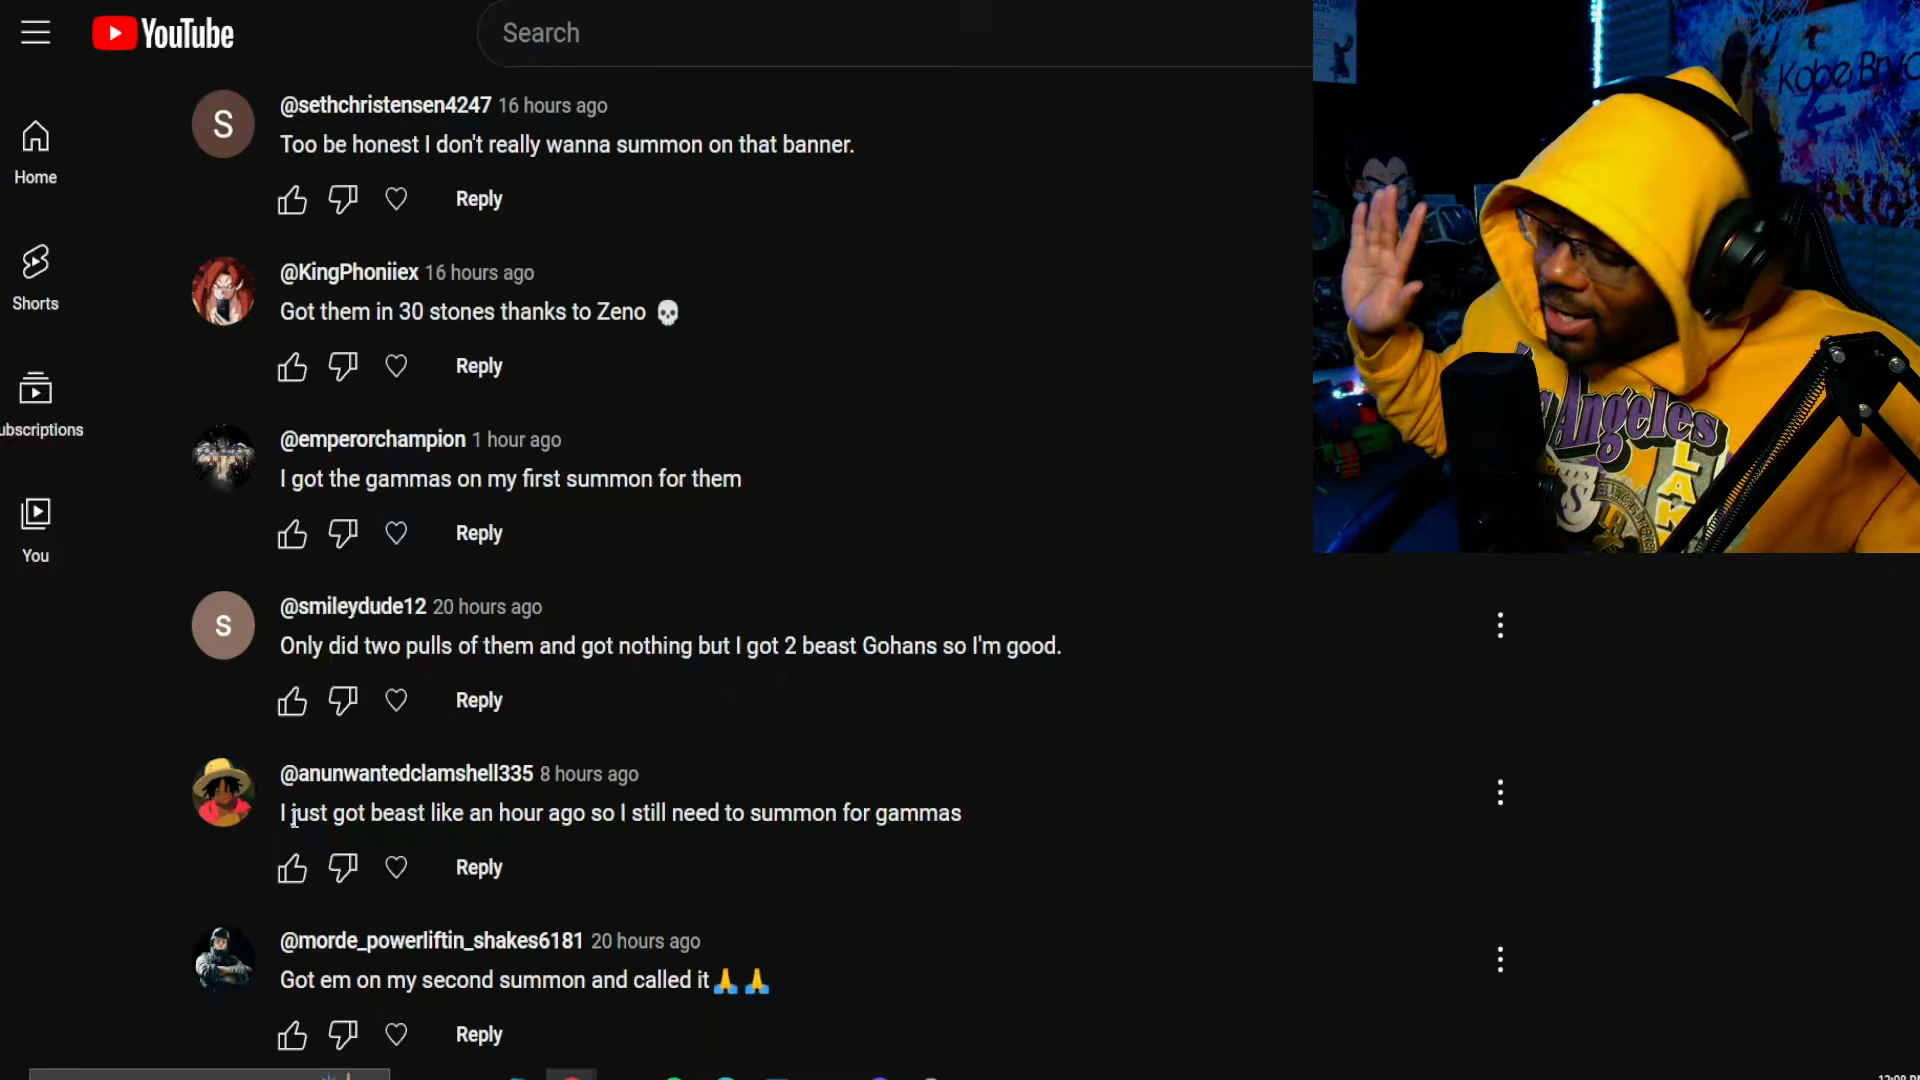 YouTube
Search
@sethchristensen4247 16 hours ago
Too be honest I don't really wanna summon on that banner.
Reply
@KingPhoniiex 16 hours ago
Got them in 30 stones thanks to Zeno 💀
Reply
@emperorchampion 1 hour ago
I got the gammas on my first summon for them
Reply
@smileydude12 20 hours ago
Only did two pulls of them and got nothing but I got 2 beast Gohans so I'm good.
Reply
@anunwantedclamshell335 8 hours ago
I just got beast like an hour ago so I still need to summon for gammas
Reply
@morde_powerliftin_shakes6181 20 hours ago
Got em on my second summon and called it🙏🙏
Reply
Home
Shorts
ubscriptions
You
S
S
Kobe Brya
Angeles
LAK